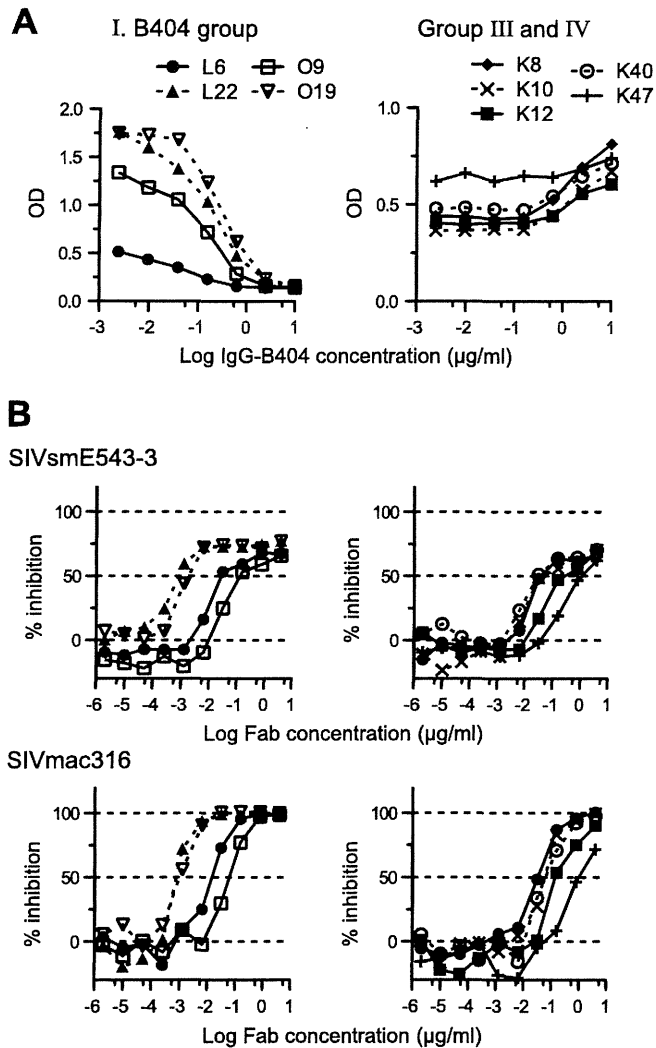 A
I. B404 group
Group III and IV
L6
O9
L22
O19
K8
K40
K10
K47
K12
2.0
1.5
1.0
0.5
0.0
OD
-3 -2 -1 0 1
1.0
0.5
0.0
OD
-3 -2 -1 0 1
Log IgG-B404 concentration (µg/ml)
B
SIVsmE543-3
100
50
0
% inhibition
-6 -5 -4 -3 -2 -1 0 1
100
50
0
% inhibition
-6 -5 -4 -3 -2 -1 0 1
Log Fab concentration (µg/ml)
SIVmac316
100
50
0
% inhibition
-6 -5 -4 -3 -2 -1 0 1
100
50
0
% inhibition
-6 -5 -4 -3 -2 -1 0 1
Log Fab concentration (µg/ml)